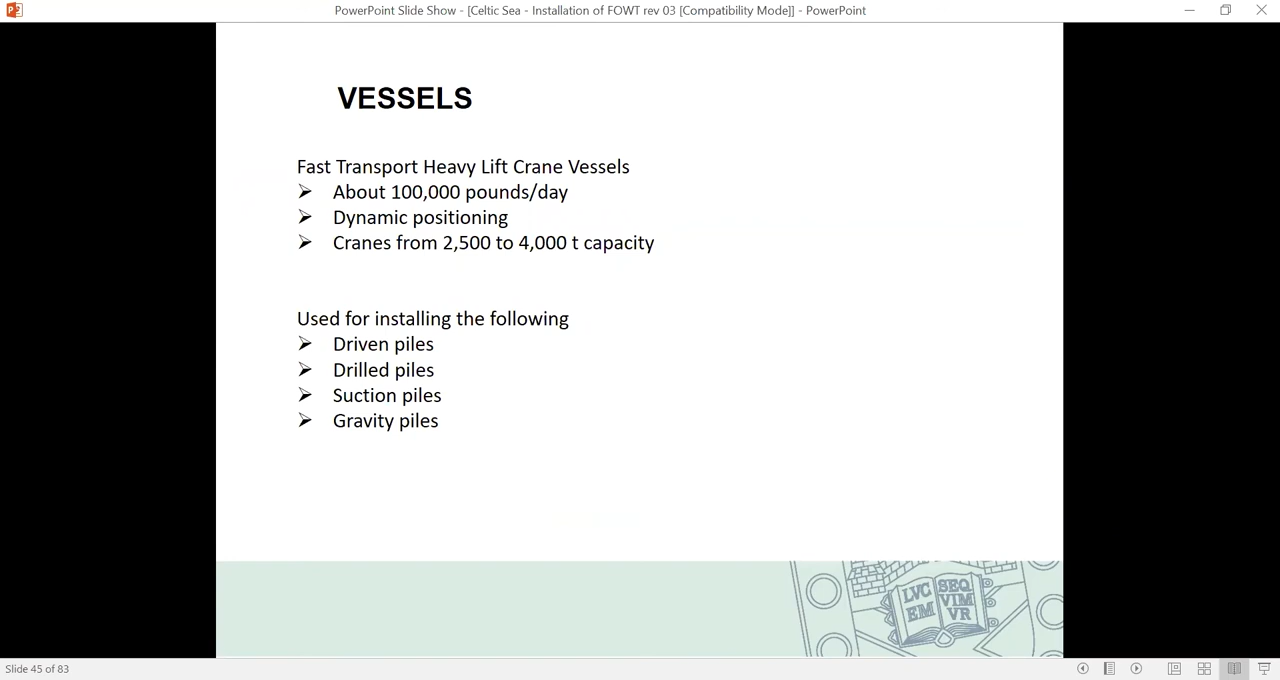 PowerPoint Slide Show - [Celtic Sea - Installation of FOWT rev 03 [Compatibility Mode]] - PowerPoint
VESSELS
Fast Transport Heavy Lift Crane Vessels
➢ About 100,000 pounds/day
➢ Dynamic positioning
➢ Cranes from 2,500 to 4,000 t capacity
Used for installing the following
➢ Driven piles
➢ Drilled piles
➢ Suction piles
➢ Gravity piles
LVC
EM
SEQ
VIM
VR
Slide 45 of 83